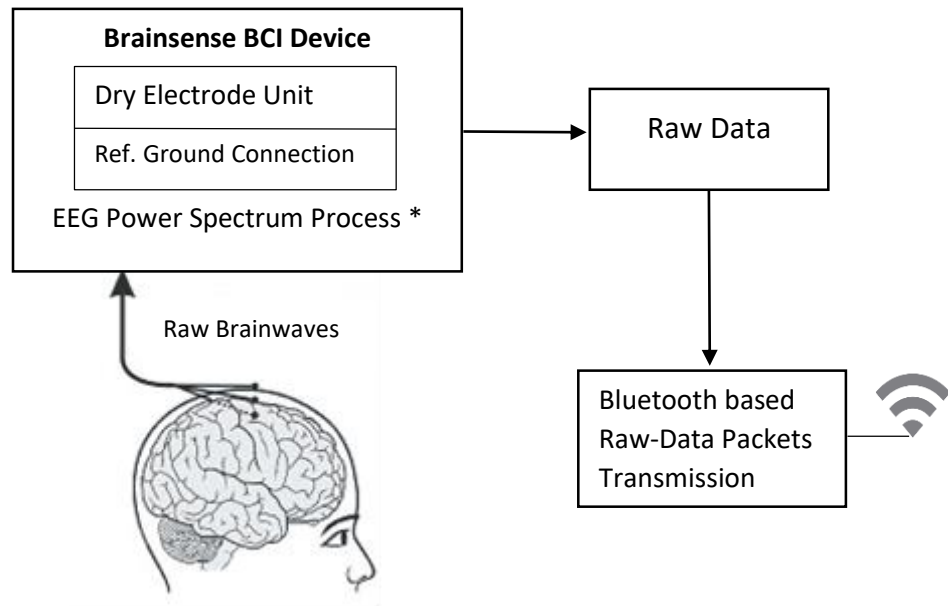 Brainsense BCI Device
Dry Electrode Unit
Ref. Ground Connection
EEG Power Spectrum Process *
Raw Data
Raw Brainwaves
Bluetooth based
Raw-Data Packets
Transmission